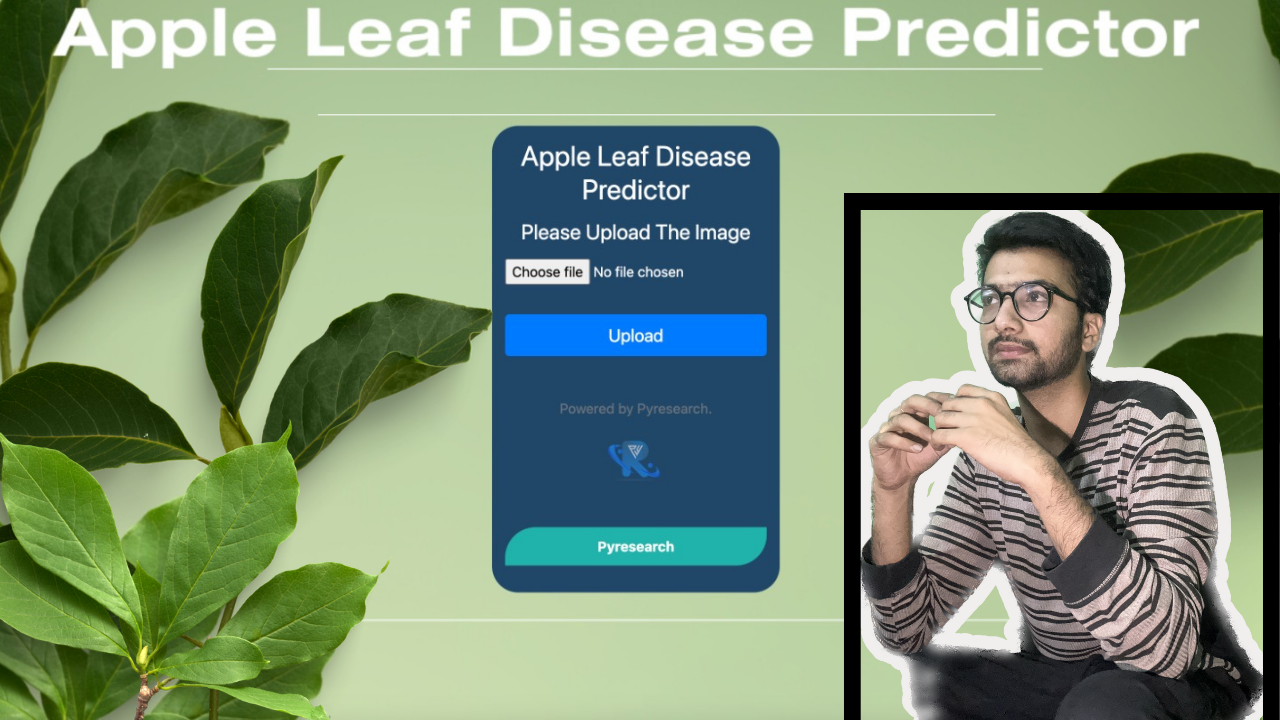 Apple Leaf Disease Predictor
Apple Leaf Disease
Predictor
Please Upload The Image
Choose file No file chosen
Upload
Powered by Pyresearch.
Pyresearch